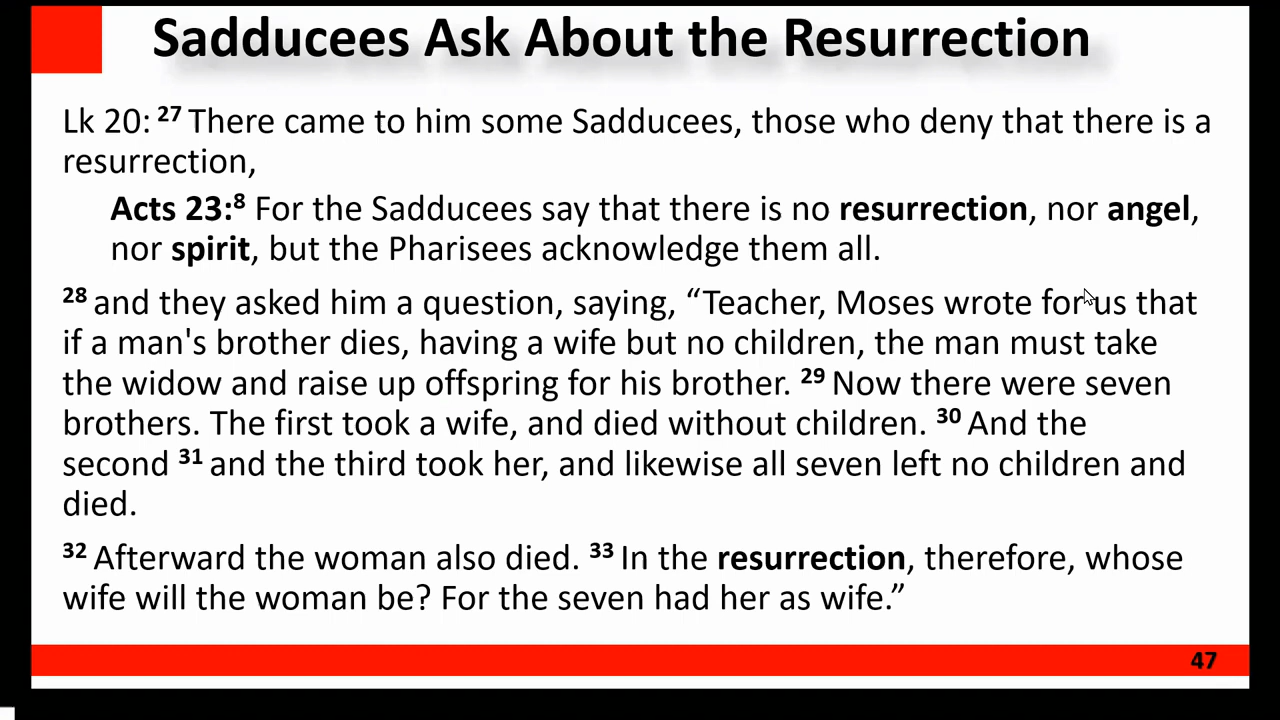 Sadducees Ask About the Resurrection
Lk 20: 27 There came to him some Sadducees, those who deny that there is a
resurrection,
Acts 23:8 For the Sadducees say that there is no resurrection, nor angel,
nor spirit, but the Pharisees acknowledge them all.
28 and they asked him a question, saying, “Teacher, Moses wrote for us that
if a man's brother dies, having a wife but no children, the man must take
the widow and raise up offspring for his brother. 29 Now there were seven
brothers. The first took a wife, and died without children. 30 And the
second 31 and the third took her, and likewise all seven left no children and
died.
32 Afterward the woman also died. 33 In the resurrection, therefore, whose
wife will the woman be? For the seven had her as wife.”
47